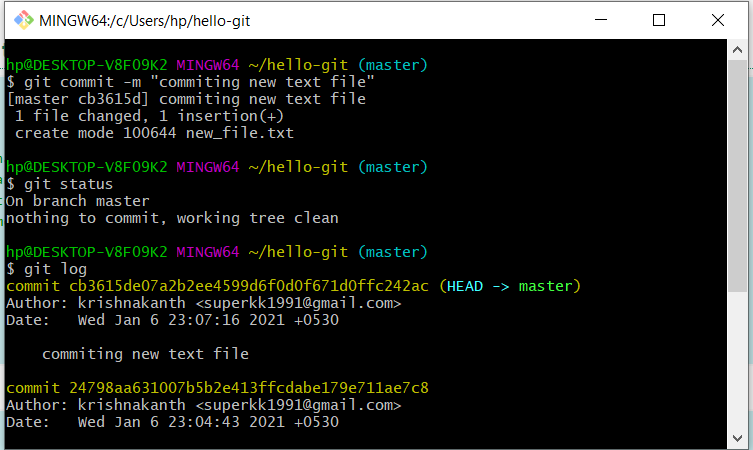 MINGW64:/c/Users/hp/hello-git
hp@DESKTOP-V8F09K2 MINGW64 ~/hello-git (master)
$ git commit -m "commiting new text file"
[master cb3615d] commiting new text file
 1 file changed, 1 insertion(+)
 create mode 100644 new_file.txt
hp@DESKTOP-V8F09K2 MINGW64 ~/hello-git (master)
$ git status
On branch master
nothing to commit, working tree clean
hp@DESKTOP-V8F09K2 MINGW64 ~/hello-git (master)
$ git log
commit cb3615de07a2b2ee4599d6f0d0f671d0ffc242ac (HEAD -> master)
Author: krishnakanth <superkk1991@gmail.com>
Date:   Wed Jan 6 23:07:16 2021 +0530
    commiting new text file
commit 24798aa631007b5b2e413ffcdabe179e711ae7c8
Author: krishnakanth <superkk1991@gmail.com>
Date:   Wed Jan 6 23:04:43 2021 +0530